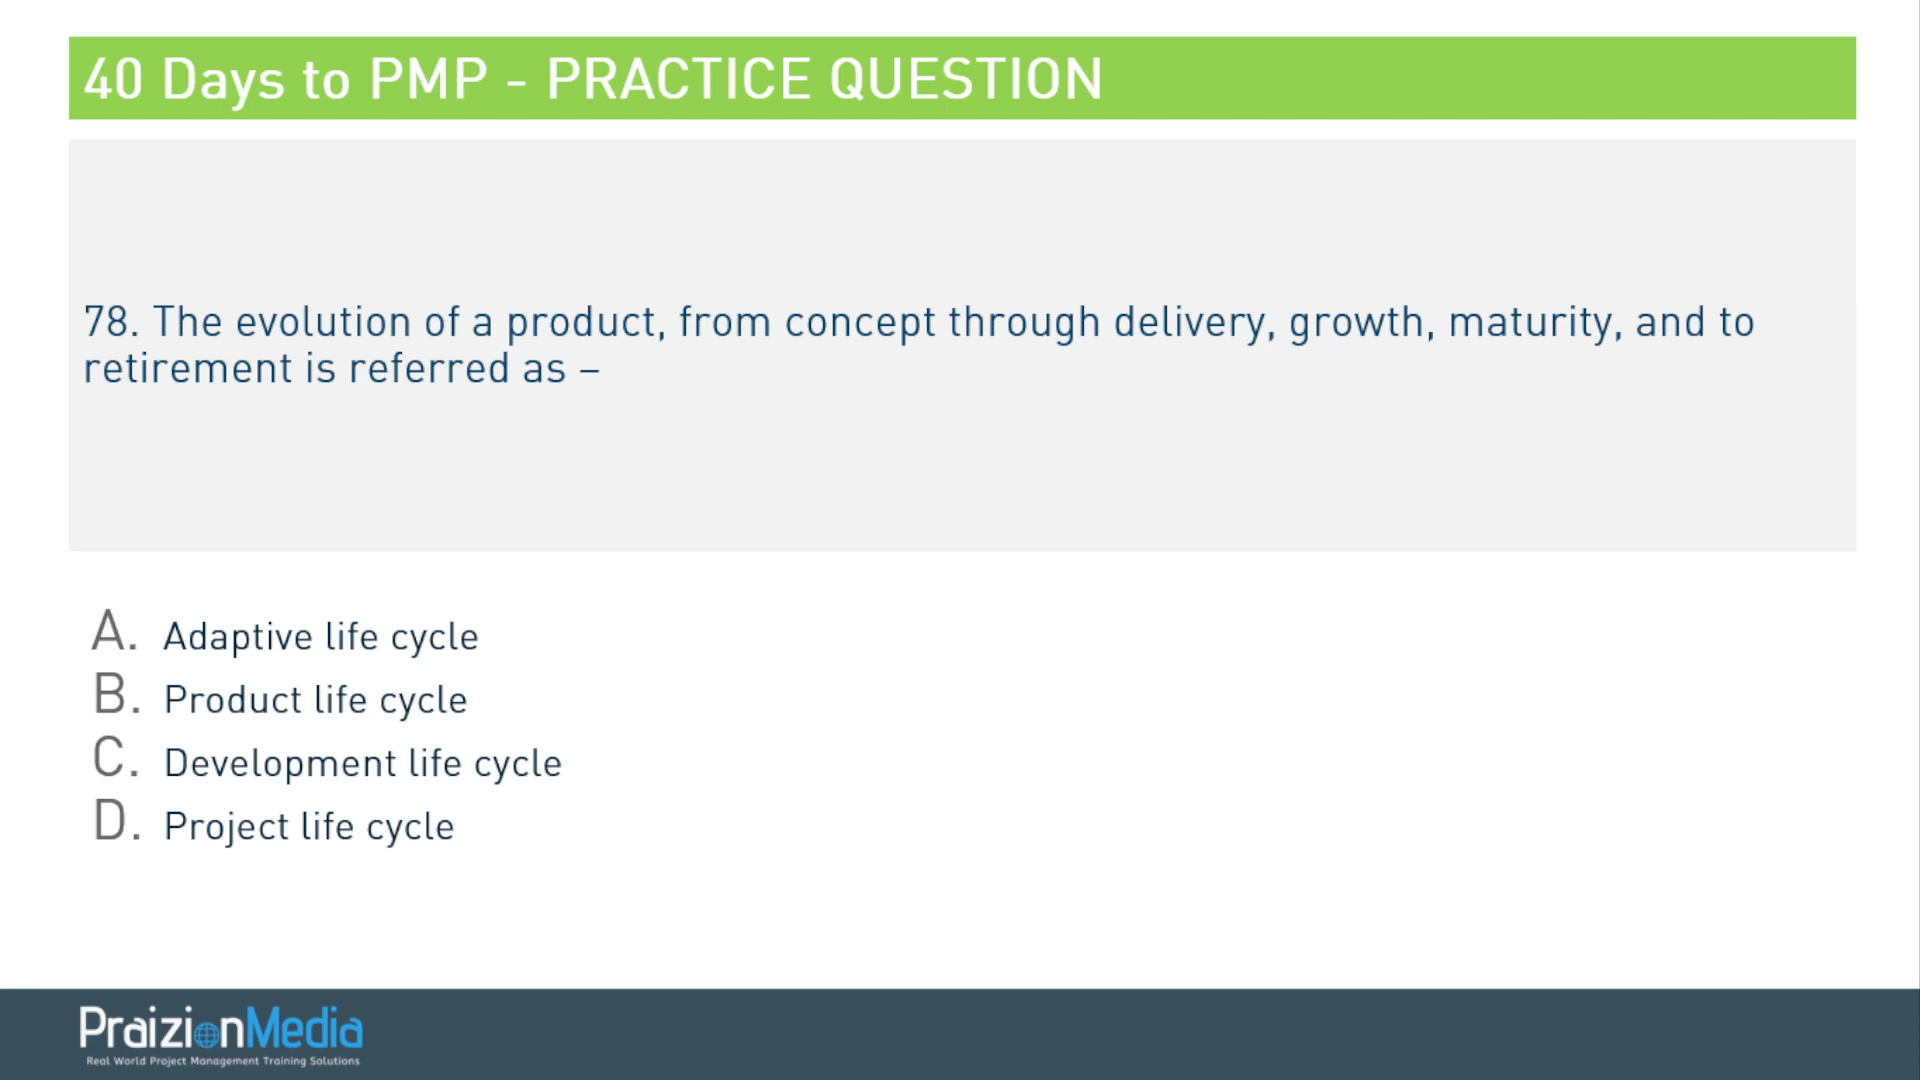 40 Days to PMP - PRACTICE QUESTION
78. The evolution of a product, from concept through delivery, growth, maturity, and to
retirement is referred as –
A. Adaptive life cycle
B. Product life cycle
C. Development life cycle
D. Project life cycle
PraizionMedia
Real World Project Management Training Solutions